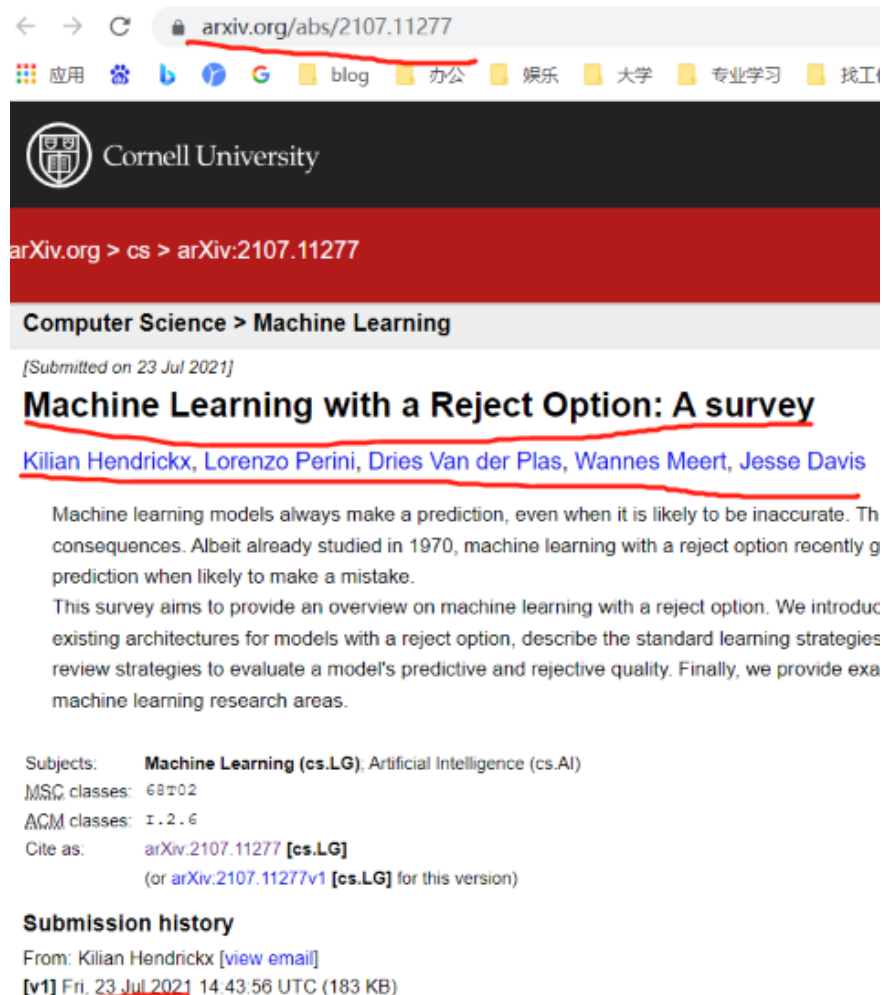 arxiv.org/abs/2107.11277
应用 blog 办公 娱乐 大学 专业学习
Cornell University
arXiv.org > cs > arXiv:2107.11277
Computer Science > Machine Learning
[Submitted on 23 Jul 2021]
Machine Learning with a Reject Option: A survey
Kilian Hendrickx, Lorenzo Perini, Dries Van der Plas, Wannes Meert, Jesse Davis
Machine learning models always make a prediction, even when it is likely to be inaccurate. Th
consequences. Albeit already studied in 1970, machine learning with a reject option recently g
prediction when likely to make a mistake.
This survey aims to provide an overview on machine learning with a reject option. We introduc
existing architectures for models with a reject option, describe the standard learning strategies
review strategies to evaluate a model's predictive and rejective quality. Finally, we provide exa
machine learning research areas.
Subjects: Machine Learning (cs.LG); Artificial Intelligence (cs.AI)
MSC classes: 68T02
ACM classes: I.2.6
Cite as: arXiv:2107.11277 [cs.LG]
(or arXiv:2107.11277v1 [cs.LG] for this version)
Submission history
From: Kilian Hendrickx [view email]
[v1] Fri, 23 Jul 2021 14:43:56 UTC (183 KB)